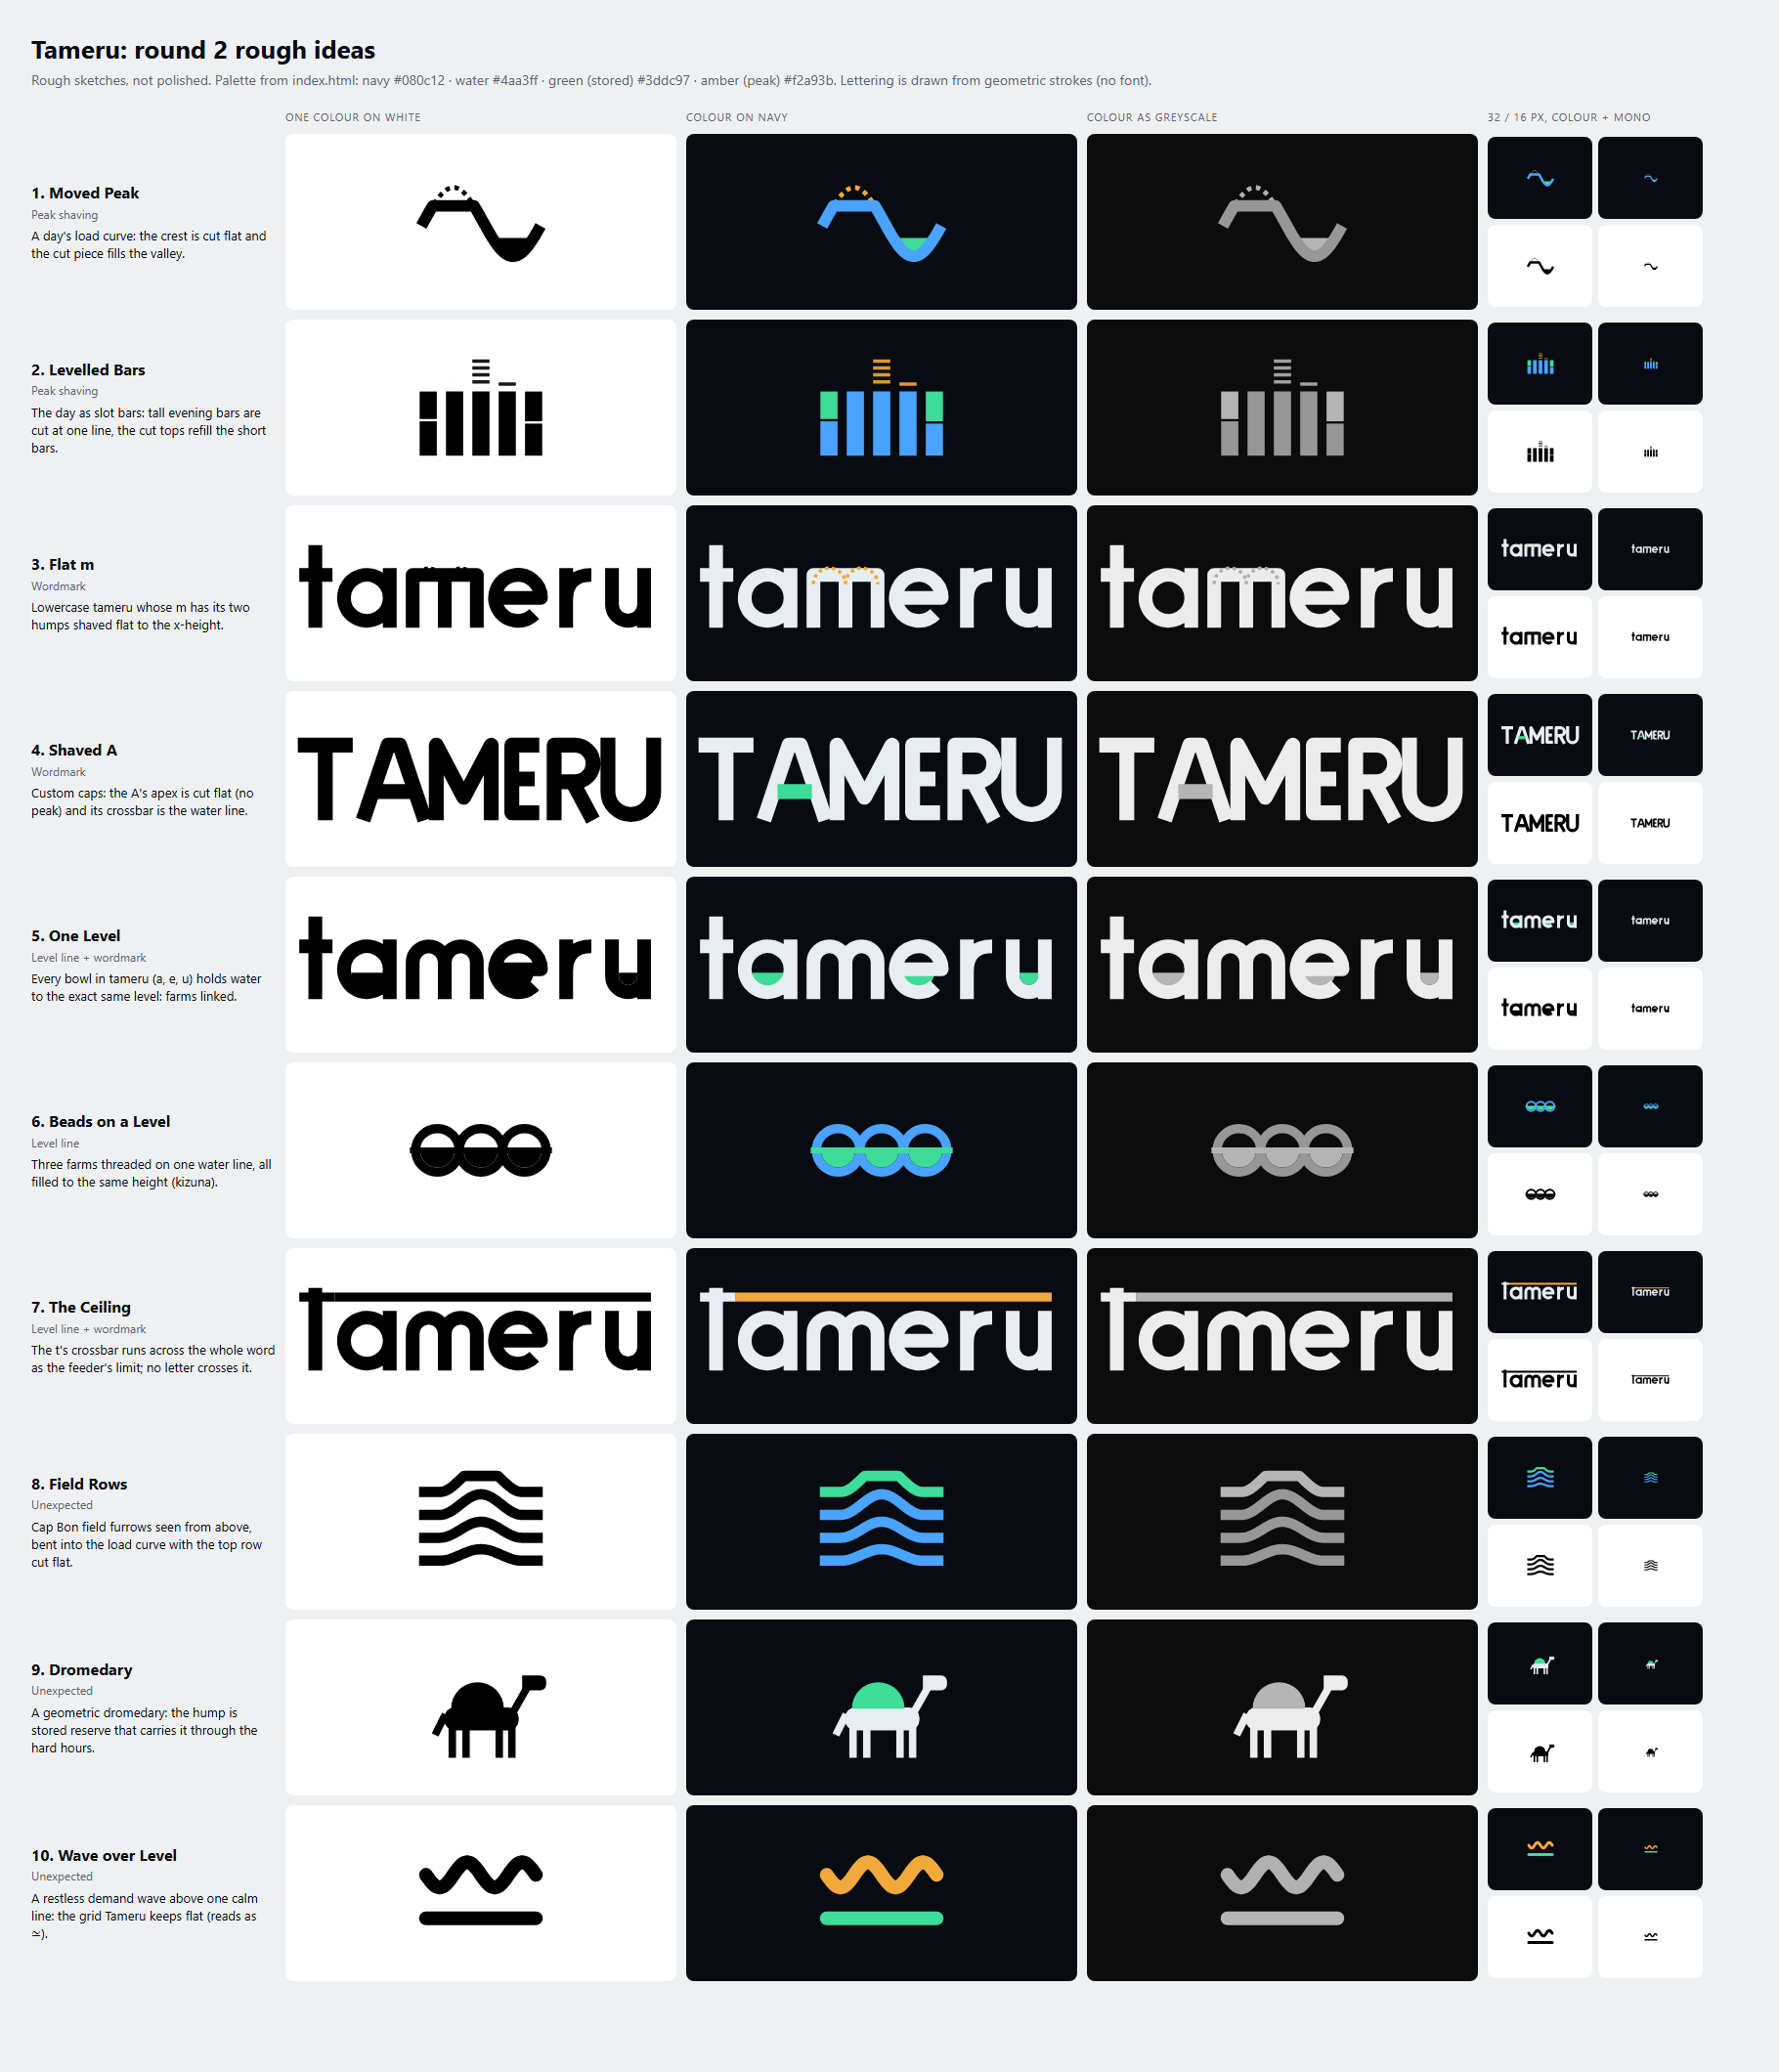 Tameru: round 2 rough ideas
Rough sketches, not polished. Palette from index.html: navy #080c12 · water #4aa3ff · green (stored) #3ddc97 · amber (peak) #f2a93b. Lettering is drawn from geometric strokes (no font).
ONE COLOUR ON WHITE
COLOUR ON NAVY
COLOUR AS GREYSCALE
32 / 16 PX, COLOUR + MONO
1. Moved Peak
Peak shaving
A day's load curve: the crest is cut flat and
the cut piece fills the valley.
2. Levelled Bars
Peak shaving
The day as slot bars: tall evening bars are
cut at one line, the cut tops refill the short
bars.
3. Flat m
Wordmark
Lowercase tameru whose m has its two
humps shaved flat to the x-height.
tameru
tameru
tameru
tameru
tameru
tameru
tameru
4. Shaved A
Wordmark
Custom caps: the A's apex is cut flat (no
peak) and its crossbar is the water line.
TAMERU
TAMERU
TAMERU
TAMERU
TAMERU
TAMERU
TAMERU
5. One Level
Level line + wordmark
Every bowl in tameru (a, e, u) holds water
to the exact same level: farms linked.
tameru
tameru
tameru
tameru
tameru
tameru
tameru
6. Beads on a Level
Level line
Three farms threaded on one water line, all
filled to the same height (kizuna).
7. The Ceiling
Level line + wordmark
The t's crossbar runs across the whole word
as the feeder's limit; no letter crosses it.
tameru
tameru
tameru
tameru
tameru
tameru
tameru
8. Field Rows
Unexpected
Cap Bon field furrows seen from above,
bent into the load curve with the top row
cut flat.
9. Dromedary
Unexpected
A geometric dromedary: the hump is
stored reserve that carries it through the
hard hours.
10. Wave over Level
Unexpected
A restless demand wave above one calm
line: the grid Tameru keeps flat (reads as
≃).